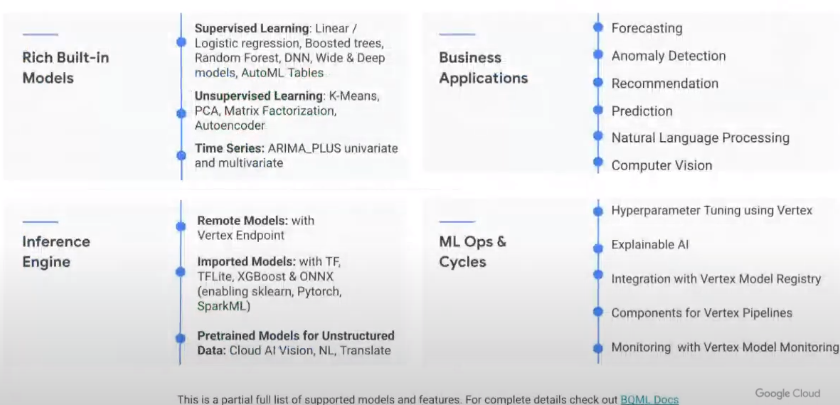 Rich Built-in
Models
Supervised Learning: Linear /
Logistic regression, Boosted trees,
Random Forest, DNN, Wide & Deep
models, AutoML Tables
Unsupervised Learning: K-Means,
PCA, Matrix Factorization,
Autoencoder
Time Series: ARIMA_PLUS univariate
and multivariate
Business
Applications
Forecasting
Anomaly Detection
Recommendation
Prediction
Natural Language Processing
Computer Vision
Inference
Engine
Remote Models: with
Vertex Endpoint
Imported Models: with TF,
TFLite, XGBoost & ONNX
(enabling sklearn, Pytorch,
SparkML)
Pretrained Models for Unstructured
Data: Cloud AI Vision, NL, Translate
ML Ops &
Cycles
Hyperparameter Tuning using Vertex
Explainable AI
Integration with Vertex Model Registry
Components for Vertex Pipelines
Monitoring with Vertex Model Monitoring
This is a partial full list of supported models and features. For complete details check out BQML Docs
Google Cloud